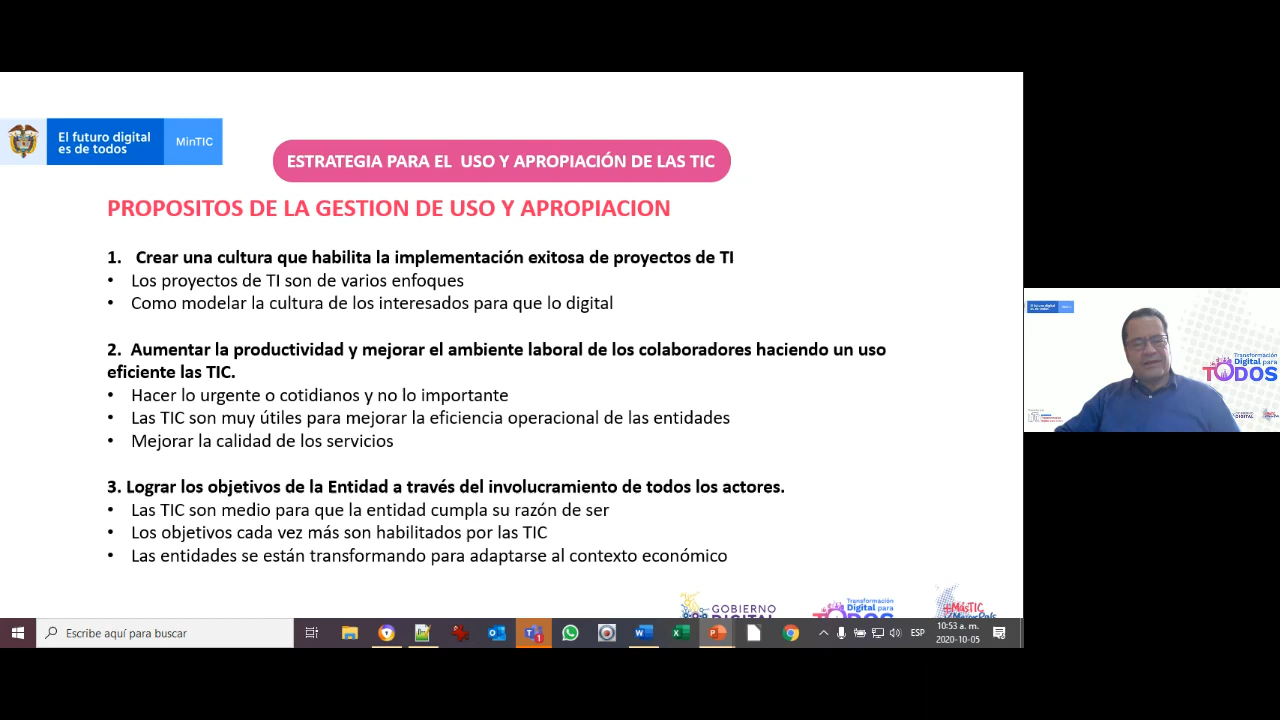 El futuro digital
es de todos
MinTIC
ESTRATEGIA PARA EL USO Y APROPIACIÓN DE LAS TIC
PROPOSITOS DE LA GESTION DE USO Y APROPIACION
1. Crear una cultura que habilita la implementación exitosa de proyectos de TI
• Los proyectos de TI son de varios enfoques
• Como modelar la cultura de los interesados para que lo digital
2. Aumentar la productividad y mejorar el ambiente laboral de los colaboradores haciendo un uso
eficiente las TIC.
• Hacer lo urgente o cotidianos y no lo importante
• Las TIC son muy útiles para mejorar la eficiencia operacional de las entidades
• Mejorar la calidad de los servicios
3. Lograr los objetivos de la Entidad a través del involucramiento de todos los actores.
• Las TIC son medio para que la entidad cumpla su razón de ser
• Los objetivos cada vez más son habilitados por las TIC
• Las entidades se están transformando para adaptarse al contexto económico
GOBIERNO
DIGITAL
Transformación
Digital para
TODOS
+MásTIC
MejorPaís
Escribe aquí para buscar
ESP
10:53 a. m.
2020-10-05
Transformación
Digital para
TODOS